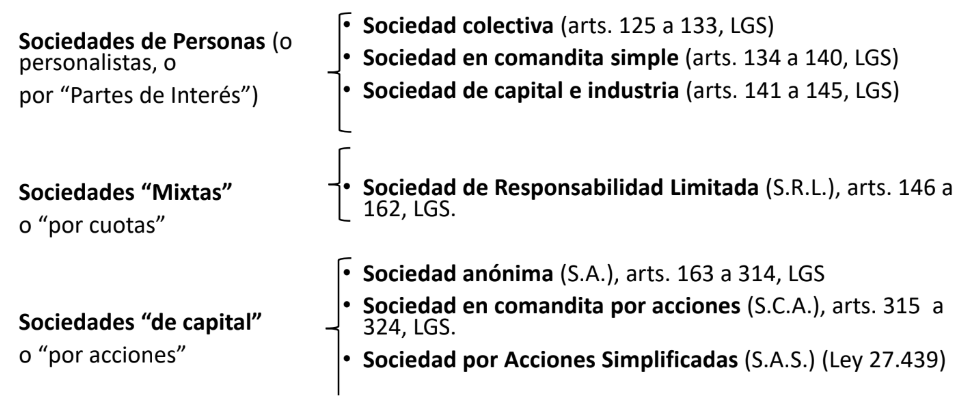 Sociedades de Personas (o
personalistas, o
por “Partes de Interés”)
• Sociedad colectiva (arts. 125 a 133, LGS)
• Sociedad en comandita simple (arts. 134 a 140, LGS)
• Sociedad de capital e industria (arts. 141 a 145, LGS)
Sociedades “Mixtas”
o “por cuotas”
• Sociedad de Responsabilidad Limitada (S.R.L.), arts. 146 a
162, LGS.
Sociedades “de capital”
o “por acciones”
• Sociedad anónima (S.A.), arts. 163 a 314, LGS
• Sociedad en comandita por acciones (S.C.A.), arts. 315 a
324, LGS.
• Sociedad por Acciones Simplificadas (S.A.S.) (Ley 27.439)